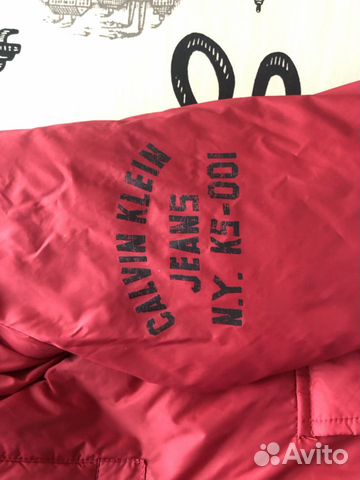 CALVIN KLEIN
JEANS
N.Y. K5-001
Avito